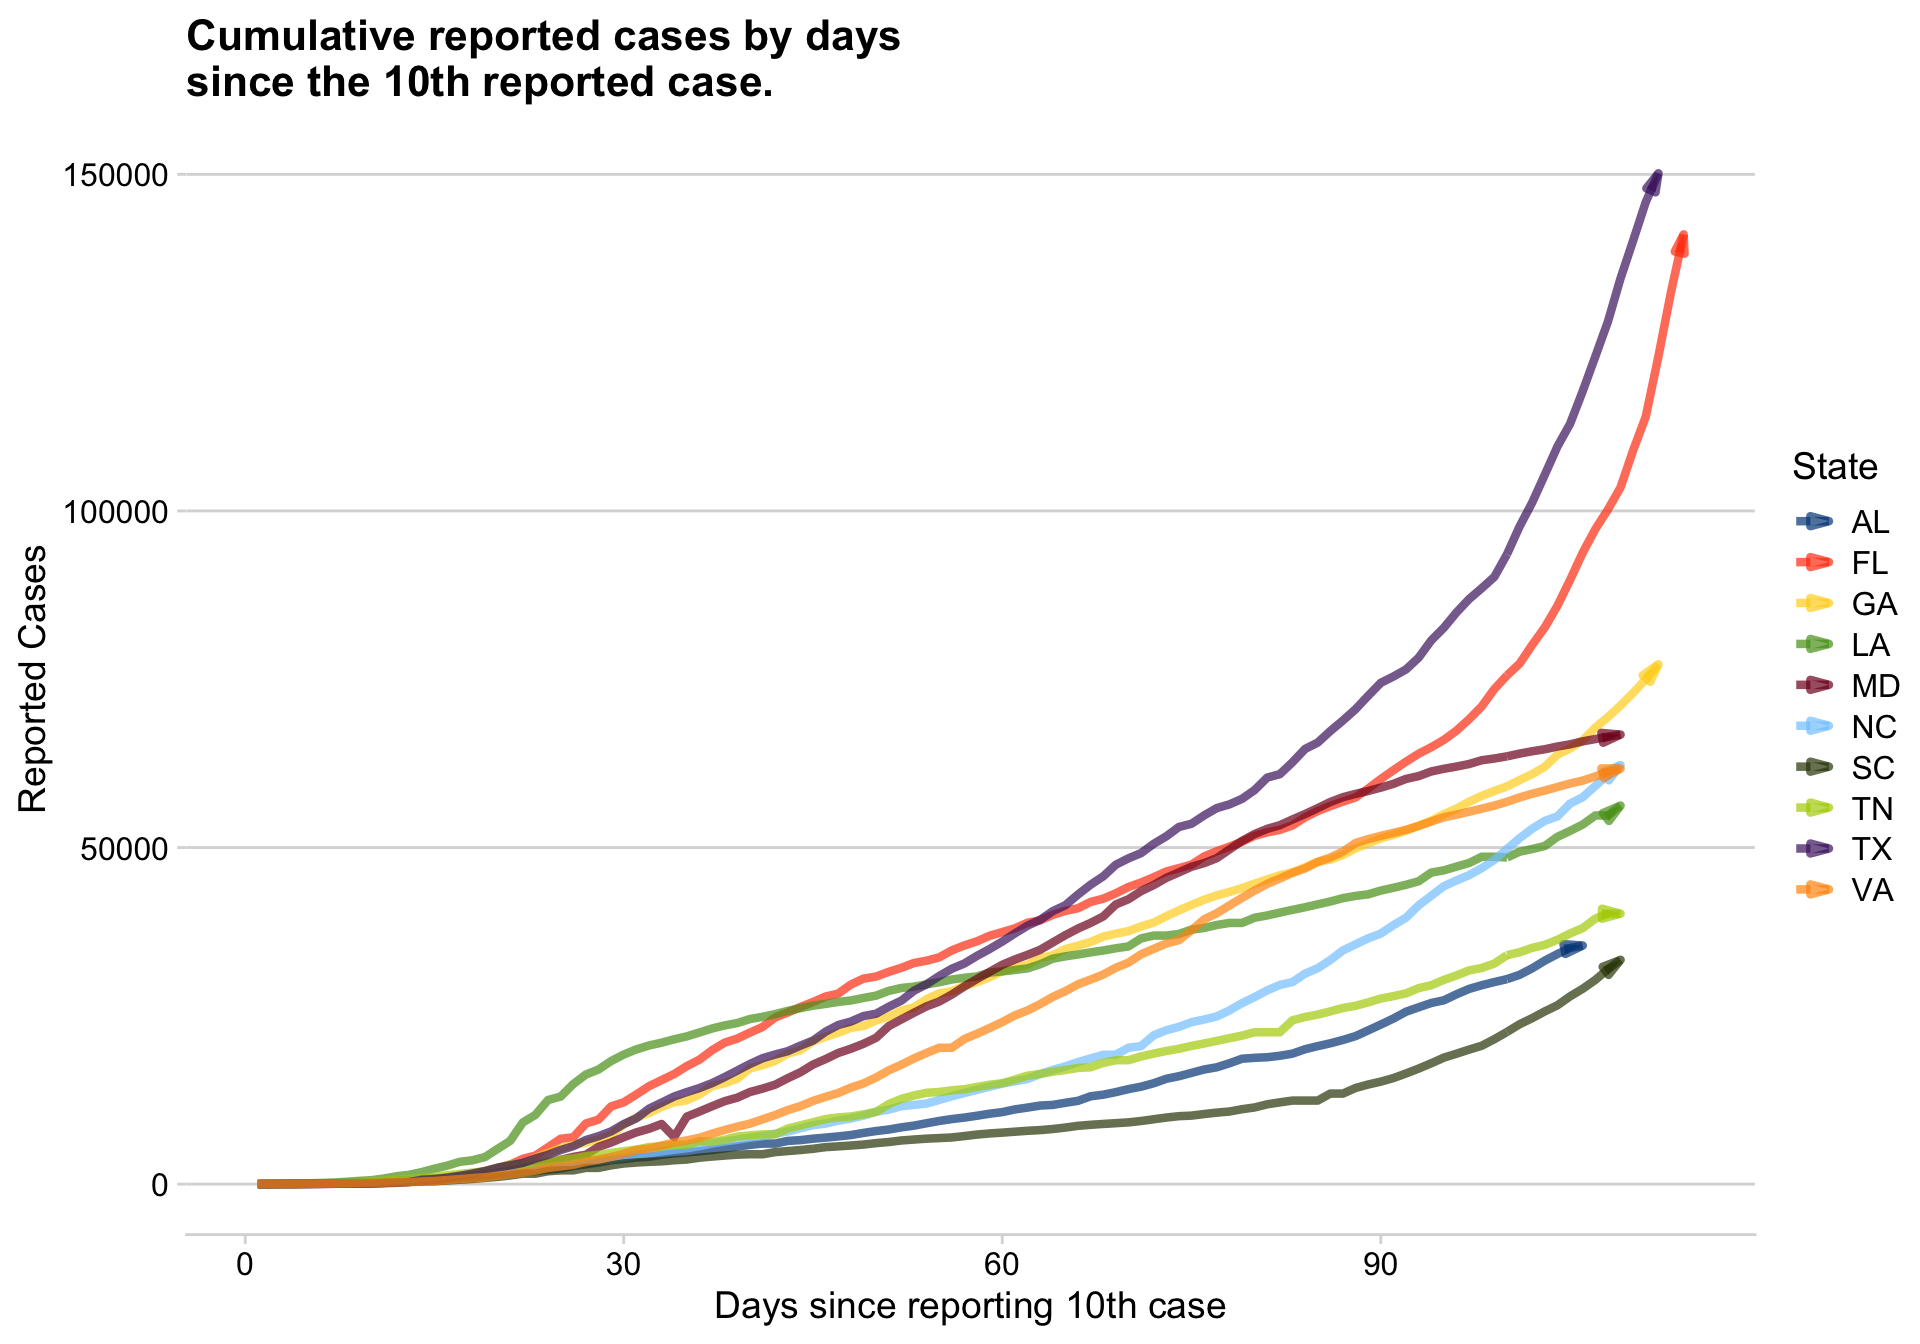 Cumulative reported cases by days
since the 10th reported case.
150000
100000
50000
0
Reported Cases
0
30
60
90
Days since reporting 10th case
State
AL
FL
GA
LA
MD
NC
SC
TN
TX
VA